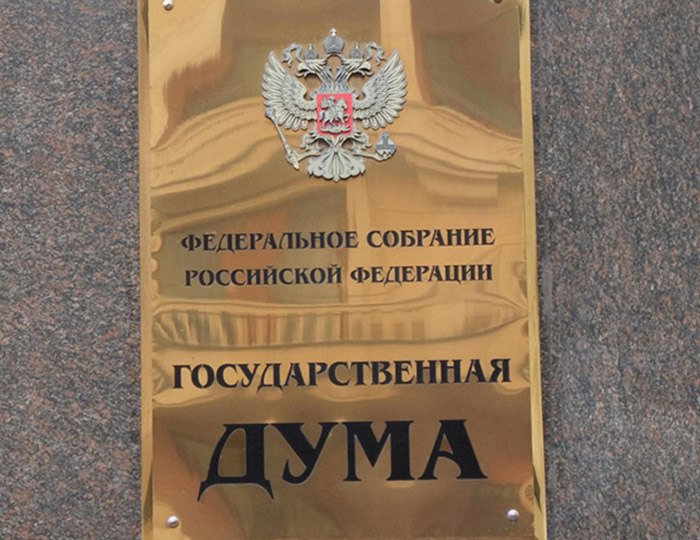 ФЕДЕРАЛЬНОЕ СОБРАНИЕ
РОССИЙСКОЙ ФЕДЕРАЦИИ
ГОСУДАРСТВЕННАЯ
ДУМА